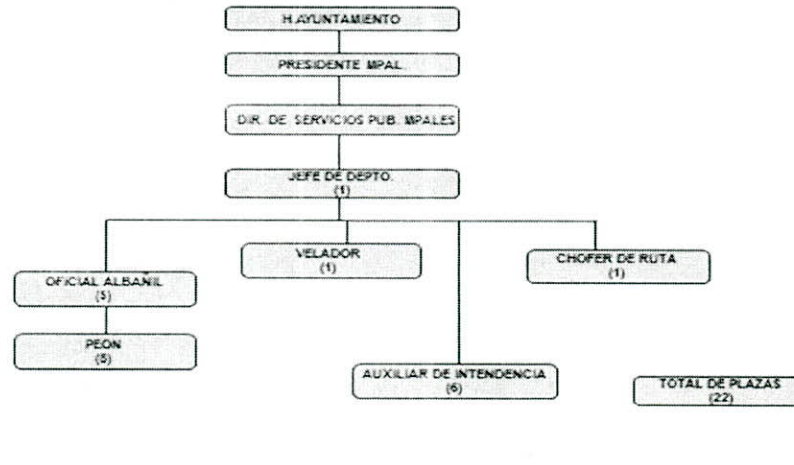 H.AYUNTAMIENTO
PRESIDENTE MPAL.
DIR. DE. SERVICIOS PUB. MPALES
JEFE DE DEPTO.
(1)
VELADOR
(1)
CHOFER DE RUTA
(1)
OFICIAL ALBAÑIL
(5)
PEON
(8)
AUXILIAR DE INTENDENCIA
(6)
TOTAL DE PLAZAS
(22)